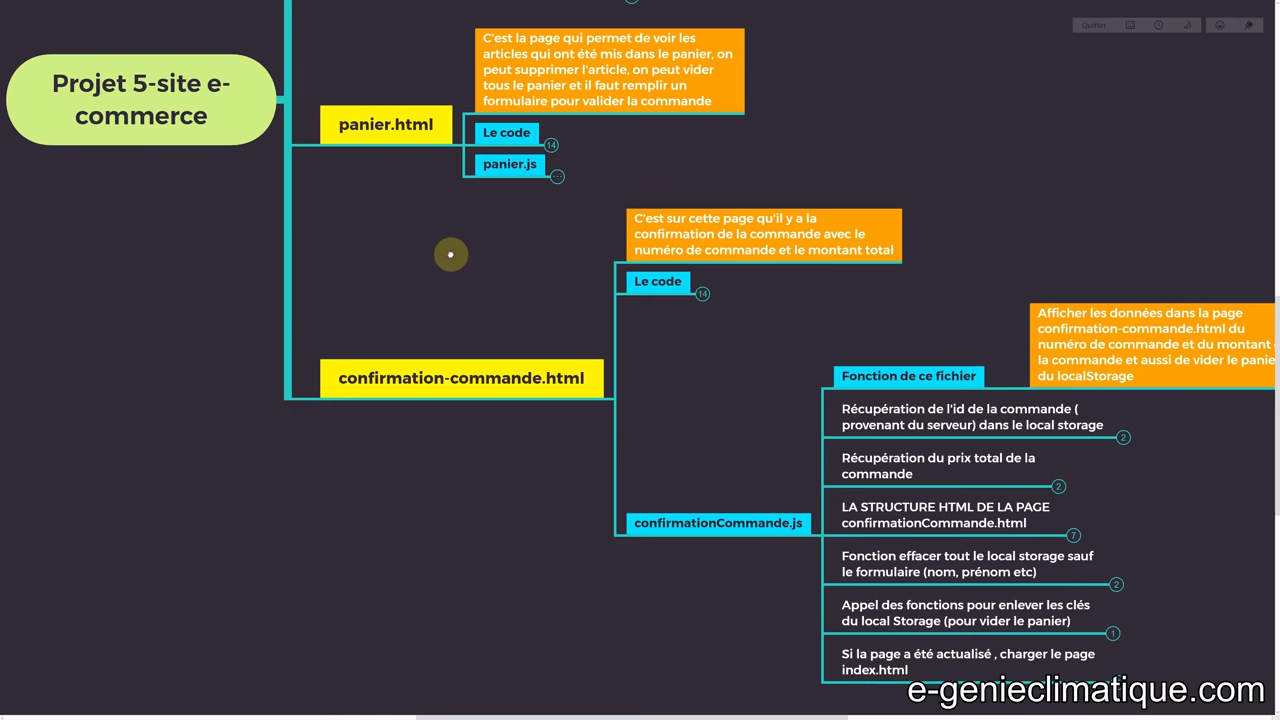 Quitter
Projet 5-site e-
commerce
C'est la page qui permet de voir les
articles qui ont été mis dans le panier, on
peut supprimer l'article, on peut vider
tous le panier et il faut remplir un
formulaire pour valider la commande
panier.html
Le code
14
panier.js
C'est sur cette page qu'il y a la
confirmation de la commande avec le
numéro de commande et le montant total
Le code
14
confirmation-commande.html
Afficher les données dans la page
confirmation-commande.html du
numéro de commande et du montant
la commande et aussi de vider le panie
du localStorage
Fonction de ce fichier
Récupération de l'id de la commande (
provenant du serveur) dans le local storage
2
Récupération du prix total de la
commande
2
LA STRUCTURE HTML DE LA PAGE
confirmationCommande.html
7
confirmationCommande.js
Fonction effacer tout le local storage sauf
le formulaire (nom, prénom etc)
2
Appel des fonctions pour enlever les clés
du local Storage (pour vider le panier)
1
Si la page a été actualisé , charger le page
index.html
e-genieclimatique.com